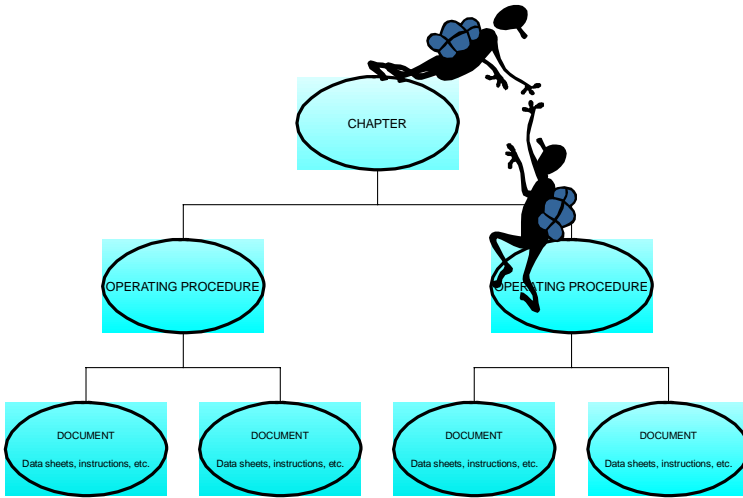 CHAPTER
OPERATING PROCEDURE
OPERATING PROCEDURE
DOCUMENT
Data sheets, instructions, etc.
DOCUMENT
Data sheets, instructions, etc.
DOCUMENT
Data sheets, instructions, etc.
DOCUMENT
Data sheets, instructions, etc.